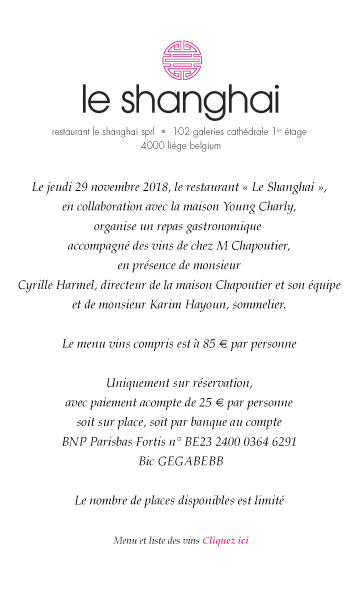 le shanghai
restaurant le shanghai sprl • 102 galeries cathédrale 1er étage
4000 liége belgium
Le jeudi 29 novembre 2018, le restaurant « Le Shanghai »,
en collaboration avec la maison Young Charly,
organise un repas gastronomique
accompagné des vins de chez M Chapoutier,
en présence de monsieur
Cyrille Harmel, directeur de la maison Chapoutier et son équipe
et de monsieur Karim Hayoun, sommelier.
Le menu vins compris est à 85 € par personne
Uniquement sur réservation,
avec paiement acompte de 25 € par personne
soit sur place, soit par banque au compte
BNP Parisbas Fortis n° BE23 2400 0364 6291
Bic GEGABEBB
Le nombre de places disponibles est limité
Menu et liste des vins Cliquez ici